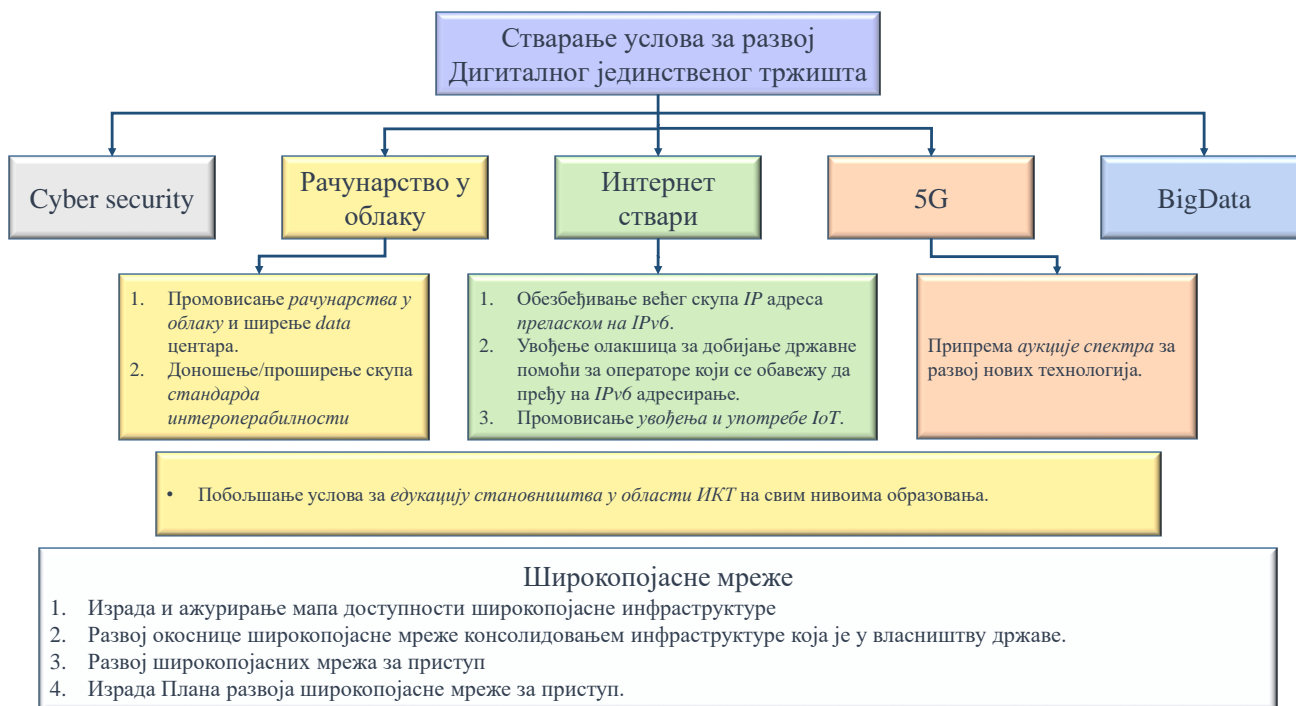 Стварање услова за развој
Дигиталног јединственог тржишта
Cyber security
Рачунарство у
облаку
Интернет
ствари
5G
BigData
1. Промовисање рачунарства у
облаку и ширење data
центара.
2. Доношење/проширење скупа
стандарда
интероперабилности
1. Обезбеђивање већег скупа IP адреса
преласком на IPv6.
2. Увођење олакшица за добијање државне
помоћи за операторе који се обавежу да
пређу на IPv6 адресирање.
3. Промовисање увођења и употребе IoT.
Припрема аукције спектра за
развој нових технологија.
• Побољшање услова за едукацију становништва у области ИКТ на свим нивоима образовања.
Широкопојасне мреже
1. Израда и ажурирање мапа доступности широкопојасне инфраструктуре
2. Развој окоснице широкопојасне мреже консолидовањем инфраструктуре која је у власништву државе.
3. Развој широкопојасних мрежа за приступ
4. Израда Плана развоја широкопојасне мреже за приступ.